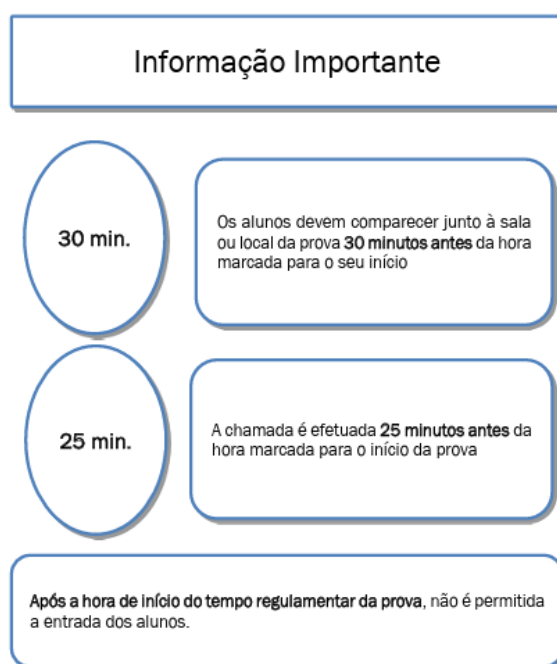 Informação Importante
30 min.
Os alunos devem comparecer junto à sala
ou local da prova 30 minutos antes da hora
marcada para o seu início
25 min.
A chamada é efetuada 25 minutos antes da
hora marcada para o início da prova
Após a hora de início do tempo regulamentar da prova, não é permitida
a entrada dos alunos.